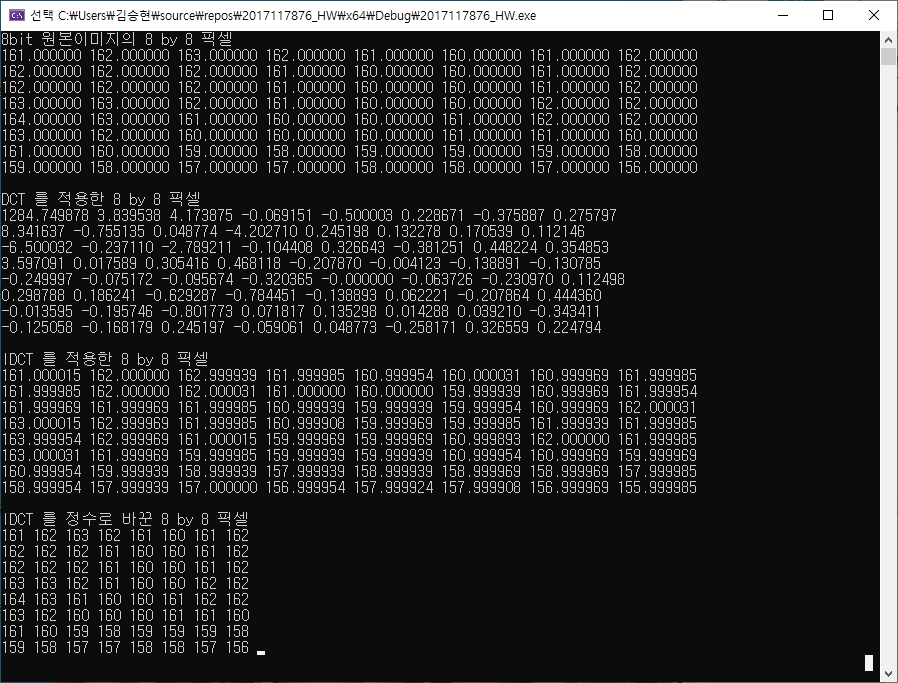 선택 C:\Users\김승현\source\repos\2017117876_HW\x64\Debug\2017117876_HW.exe
8bit 원본이미지의 8 by 8 픽셀
161.000000 162.000000 163.000000 162.000000 161.000000 160.000000 161.000000 162.000000
162.000000 162.000000 162.000000 161.000000 160.000000 160.000000 161.000000 162.000000
162.000000 162.000000 162.000000 161.000000 160.000000 160.000000 161.000000 162.000000
163.000000 163.000000 162.000000 161.000000 160.000000 160.000000 162.000000 162.000000
164.000000 163.000000 161.000000 160.000000 160.000000 161.000000 162.000000 162.000000
163.000000 162.000000 160.000000 160.000000 160.000000 161.000000 161.000000 160.000000
161.000000 160.000000 159.000000 158.000000 159.000000 159.000000 159.000000 158.000000
159.000000 158.000000 157.000000 157.000000 158.000000 158.000000 157.000000 156.000000
DCT 를 적용한 8 by 8 픽셀
1284.749878 3.839538 4.173875 -0.069151 -0.500003 0.228671 -0.375887 0.275797
8.341637 -0.755135 0.048774 -4.202710 0.245198 0.132278 0.170539 0.112146
-6.500032 -0.237110 -2.789211 -0.104408 0.326643 -0.381251 0.448224 0.354853
3.597091 0.017589 0.305416 0.468118 -0.207870 -0.004123 -0.138891 -0.130785
-0.249997 -0.075172 -0.095674 -0.320365 -0.000000 -0.063726 -0.230970 0.112498
0.298788 0.186241 -0.629287 -0.784451 -0.138893 0.062221 -0.207864 0.444360
-0.013595 -0.195746 -0.801773 0.071817 0.135298 0.014288 0.039210 -0.343411
-0.125058 -0.168179 0.245197 -0.059061 0.048773 -0.258171 0.326559 0.224794
IDCT 를 적용한 8 by 8 픽셀
161.000015 162.000000 162.999939 161.999985 160.999954 160.000031 160.999969 161.999985
161.999985 162.000000 162.000031 161.000000 160.000000 159.999939 160.999969 161.999954
161.999969 161.999969 161.999985 160.999939 159.999939 159.999954 160.999969 162.000031
163.000015 162.999969 161.999985 160.999908 159.999969 159.999985 161.999939 161.999985
163.999954 162.999969 161.000015 159.999969 159.999969 160.999893 162.000000 161.999985
163.000031 161.999969 159.999985 159.999939 159.999969 160.999954 160.999969 159.999969
160.999954 159.999939 158.999939 157.999939 158.999939 158.999969 158.999969 157.999985
158.999954 157.999939 157.000000 156.999954 157.999924 157.999908 156.999969 155.999985
IDCT 를 정수로 바꾼 8 by 8 픽셀
161 162 163 162 161 160 161 162
162 162 162 161 160 160 161 162
162 162 162 161 160 160 161 162
163 163 162 161 160 160 162 162
164 163 161 160 160 161 162 162
163 162 160 160 160 161 161 160
161 160 159 158 159 159 159 158
159 158 157 157 158 158 157 156